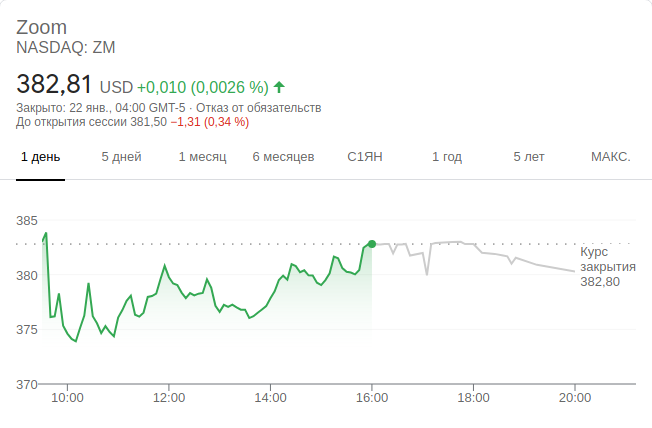 Zoom
NASDAQ: ZM
382,81 USD +0,010 (0,0026 %)
Закрыто: 22 янв., 04:00 GMT-5 · Отказ от обязательств
До открытия сессии 381,50 −1,31 (0,34 %)
1 день 5 дней 1 месяц 6 месяцев С1ЯН 1 год 5 лет МАКС.
385
Курс
закрытия
382,80
380
375
370
10:00 12:00 14:00 16:00 18:00 20:00